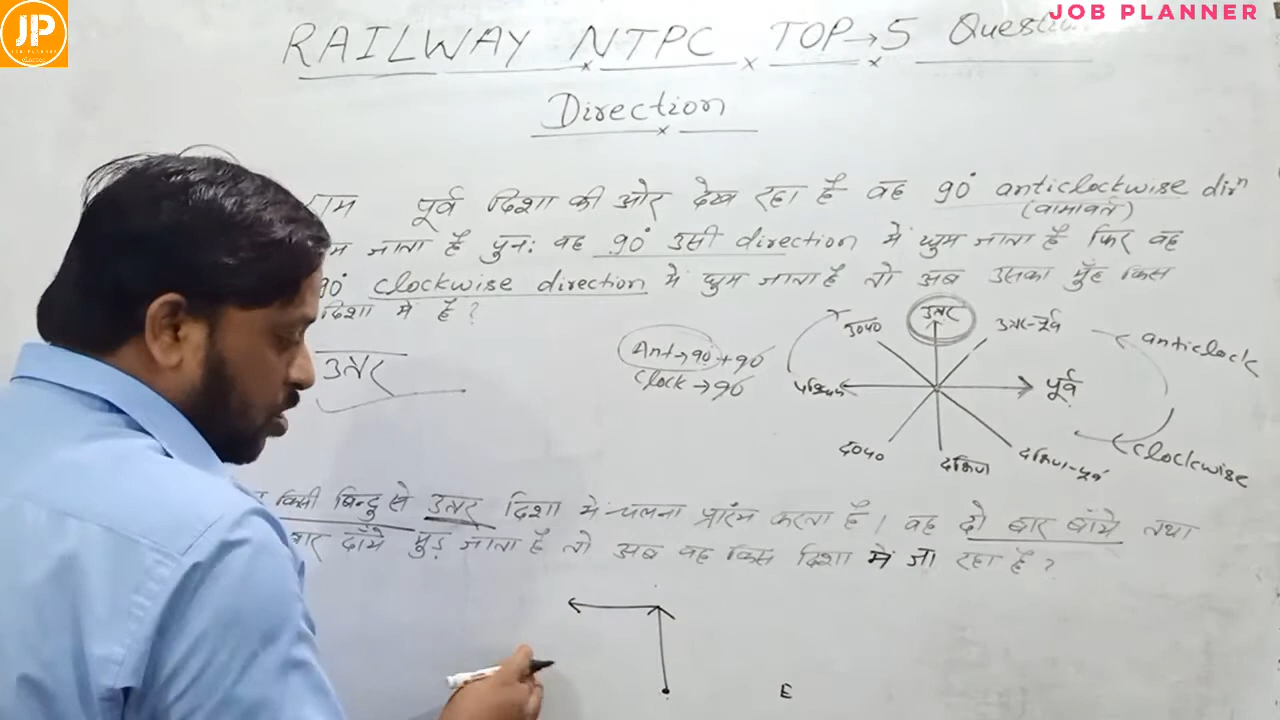 JP
JOB PLANNER
RAILWAY NTPC TOP→5
Direction
पूर्व दिशा की ओर देख रहा है वह 90° anticlockwise dirⁿ
(वामावर्त)
जाता है पुनः वह 90° उसी direction में घुम जाता है फिर वह
90° clockwise direction में घुम जाता है तो अब उसका मुँह किस
दिशा में है ?
उत्तर
Ant→90+90
Clock→90
उत्तर
उ०प०
उत्तर-पूर्व
anticlock
पश्चिम
पूर्व
द०प०
दक्षिण
दक्षिण-पूर्व
clockwise
किसी बिन्दु से उत्तर दिशा में चलना प्रारंभ करता है। वह दो बार बाँये तथा
बार दाँये मुड़ जाता है तो अब वह किस दिशा में जा रहा है ?
E